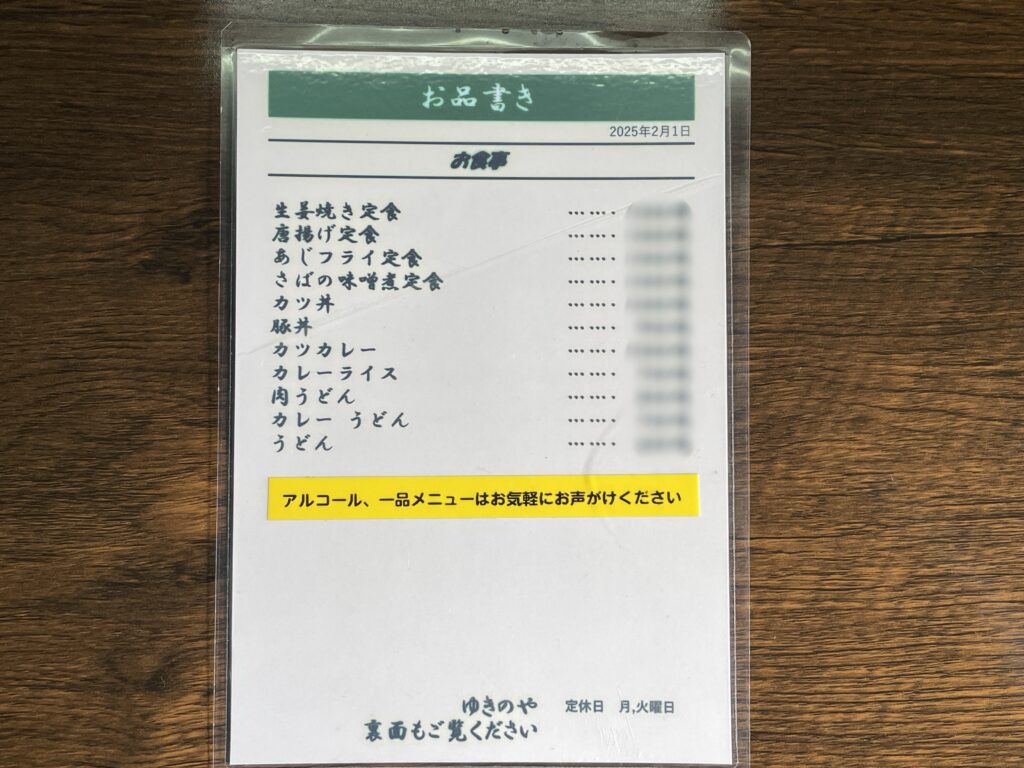 お品書き
2025年2月1日
お食事
生姜焼き定食 ……….
唐揚げ定食 ……….
あじフライ定食 ……….
さばの味噌煮定食 ……….
カツ丼 ……….
豚丼 ……….
カツカレー ……….
カレーライス ……….
肉うどん ……….
カレー うどん ……….
うどん ……….
アルコール、一品メニューはお気軽にお声がけください
ゆきのや 定休日 月,火曜日
裏面もご覧ください